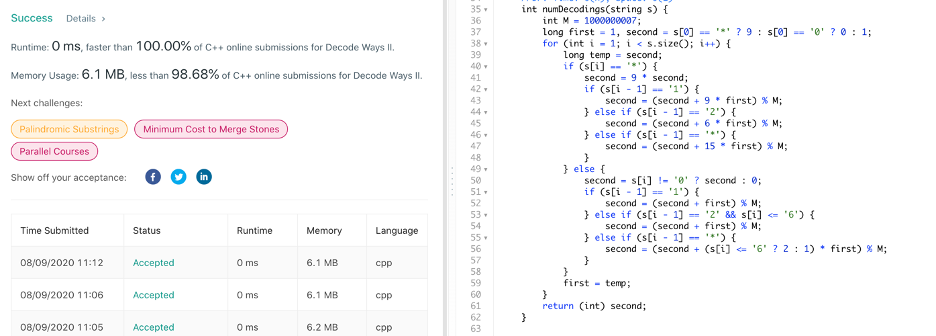 Success Details >
Runtime: 0 ms, faster than 100.00% of C++ online submissions for Decode Ways II.
Memory Usage: 6.1 MB, less than 98.68% of C++ online submissions for Decode Ways II.
Next challenges:
Palindromic Substrings Minimum Cost to Merge Stones
Parallel Courses
Show off your acceptance:
Time Submitted Status Runtime Memory Language
08/09/2020 11:12 Accepted 0 ms 6.1 MB cpp
08/09/2020 11:06 Accepted 0 ms 6.1 MB cpp
08/09/2020 11:05 Accepted 0 ms 6.2 MB cpp
35 int numDecodings(string s) {
36 int M = 1000000007;
37 long first = 1, second = s[0] == '*' ? 9 : s[0] == '0' ? 0 : 1;
38 for (int i = 1; i < s.size(); i++) {
39 long temp = second;
40 if (s[i] == '*') {
41 second = 9 * second;
42 if (s[i - 1] == '1') {
43 second = (second + 9 * first) % M;
44 } else if (s[i - 1] == '2') {
45 second = (second + 6 * first) % M;
46 } else if (s[i - 1] == '*') {
47 second = (second + 15 * first) % M;
48 }
49 } else {
50 second = s[i] != '0' ? second : 0;
51 if (s[i - 1] == '1') {
52 second = (second + first) % M;
53 } else if (s[i - 1] == '2' && s[i] <= '6') {
54 second = (second + first) % M;
55 } else if (s[i - 1] == '*') {
56 second = (second + (s[i] <= '6' ? 2 : 1) * first) % M;
57 }
58 }
59 first = temp;
60 }
61 return (int) second;
62 }
63